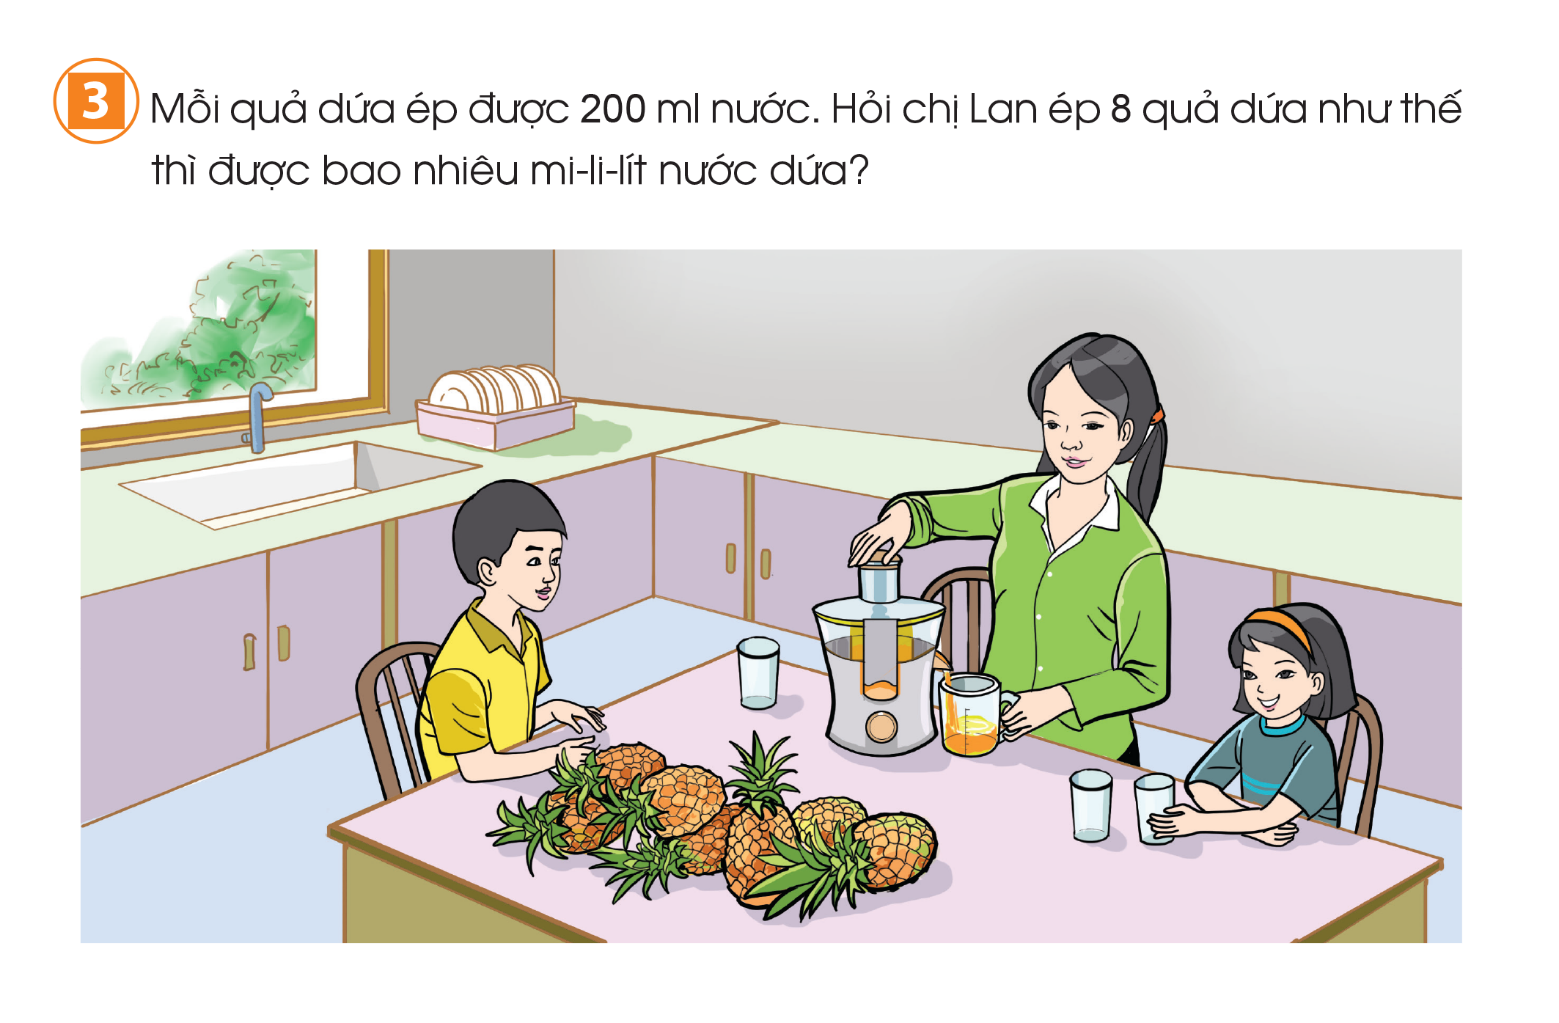 3 Mỗi quả dứa ép được 200 ml nước. Hỏi chị Lan ép 8 quả dứa như thế
thì được bao nhiêu mi-li-lít nước dứa?